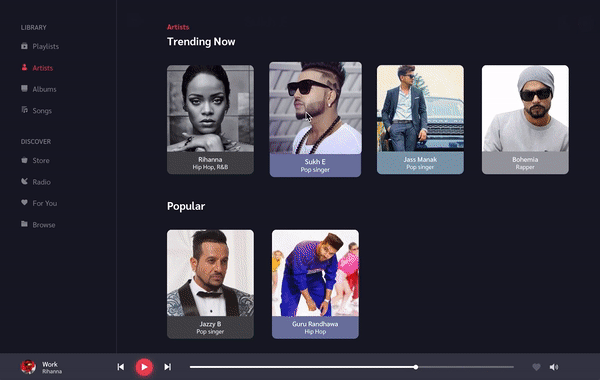 LIBRARY
Playlists
Artists
Albums
Songs
DISCOVER
Store
Radio
For You
Browse
Artists
Trending Now
Rihanna
Hip Hop, R&B
Sukh E
Pop singer
Jass Manak
Pop singer
Bohemia
Rapper
Popular
Jazzy B
Pop singer
Guru Randhawa
Hip Hop
Work
Rihanna